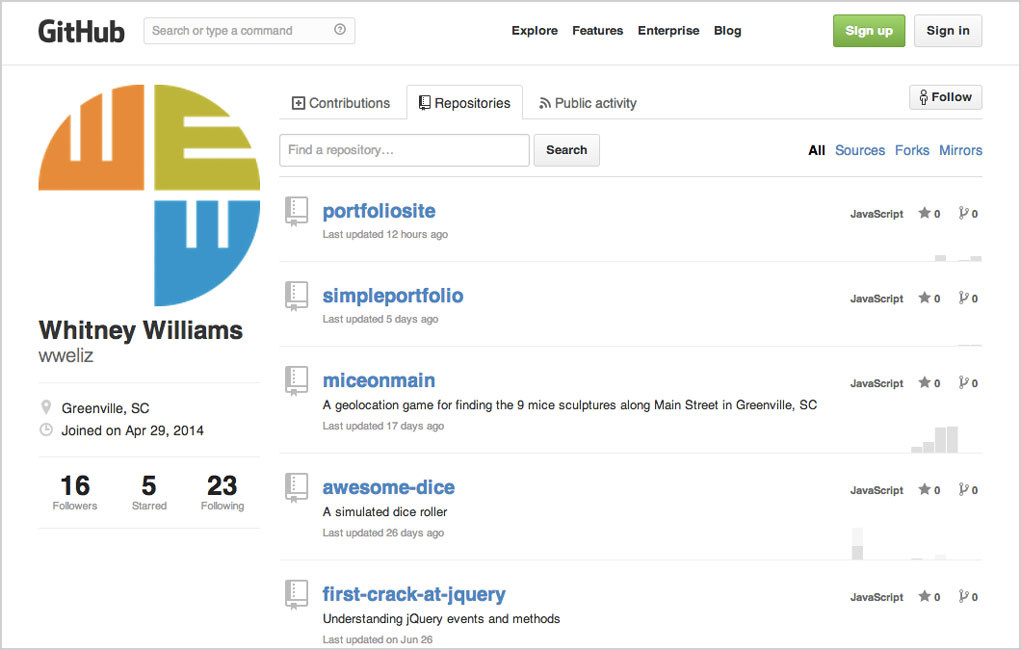 GitHub
Search or type a command
Explore Features Enterprise Blog
Sign up Sign in
WEW
Whitney Williams
wweliz
Greenville, SC
Joined on Apr 29, 2014
16 5 23
Followers Starred Following
Contributions Repositories Public activity
Follow
Find a repository… Search
All Sources Forks Mirrors
portfoliosite JavaScript 0 0
Last updated 12 hours ago
simpleportfolio JavaScript 0 0
Last updated 5 days ago
miceonmain JavaScript 0 0
A geolocation game for finding the 9 mice sculptures along Main Street in Greenville, SC
Last updated 17 days ago
awesome-dice JavaScript 0 0
A simulated dice roller
Last updated 26 days ago
first-crack-at-jquery JavaScript 0 0
Understanding jQuery events and methods
Last updated on Jun 26